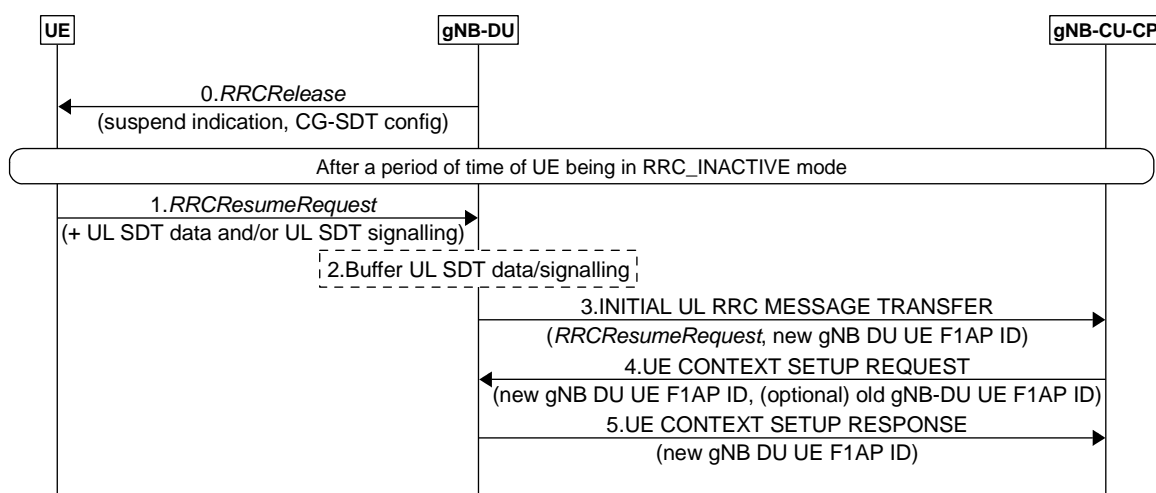 UE gNB-DU gNB-CU-CP
0.RRCRelease
(suspend indication, CG-SDT config)
After a period of time of UE being in RRC_INACTIVE mode
1.RRCResumeRequest
(+ UL SDT data and/or UL SDT signalling)
2.Buffer UL SDT data/signalling
3.INITIAL UL RRC MESSAGE TRANSFER
(RRCResumeRequest, new gNB DU UE F1AP ID)
4.UE CONTEXT SETUP REQUEST
(new gNB DU UE F1AP ID, (optional) old gNB-DU UE F1AP ID)
5.UE CONTEXT SETUP RESPONSE
(new gNB DU UE F1AP ID)